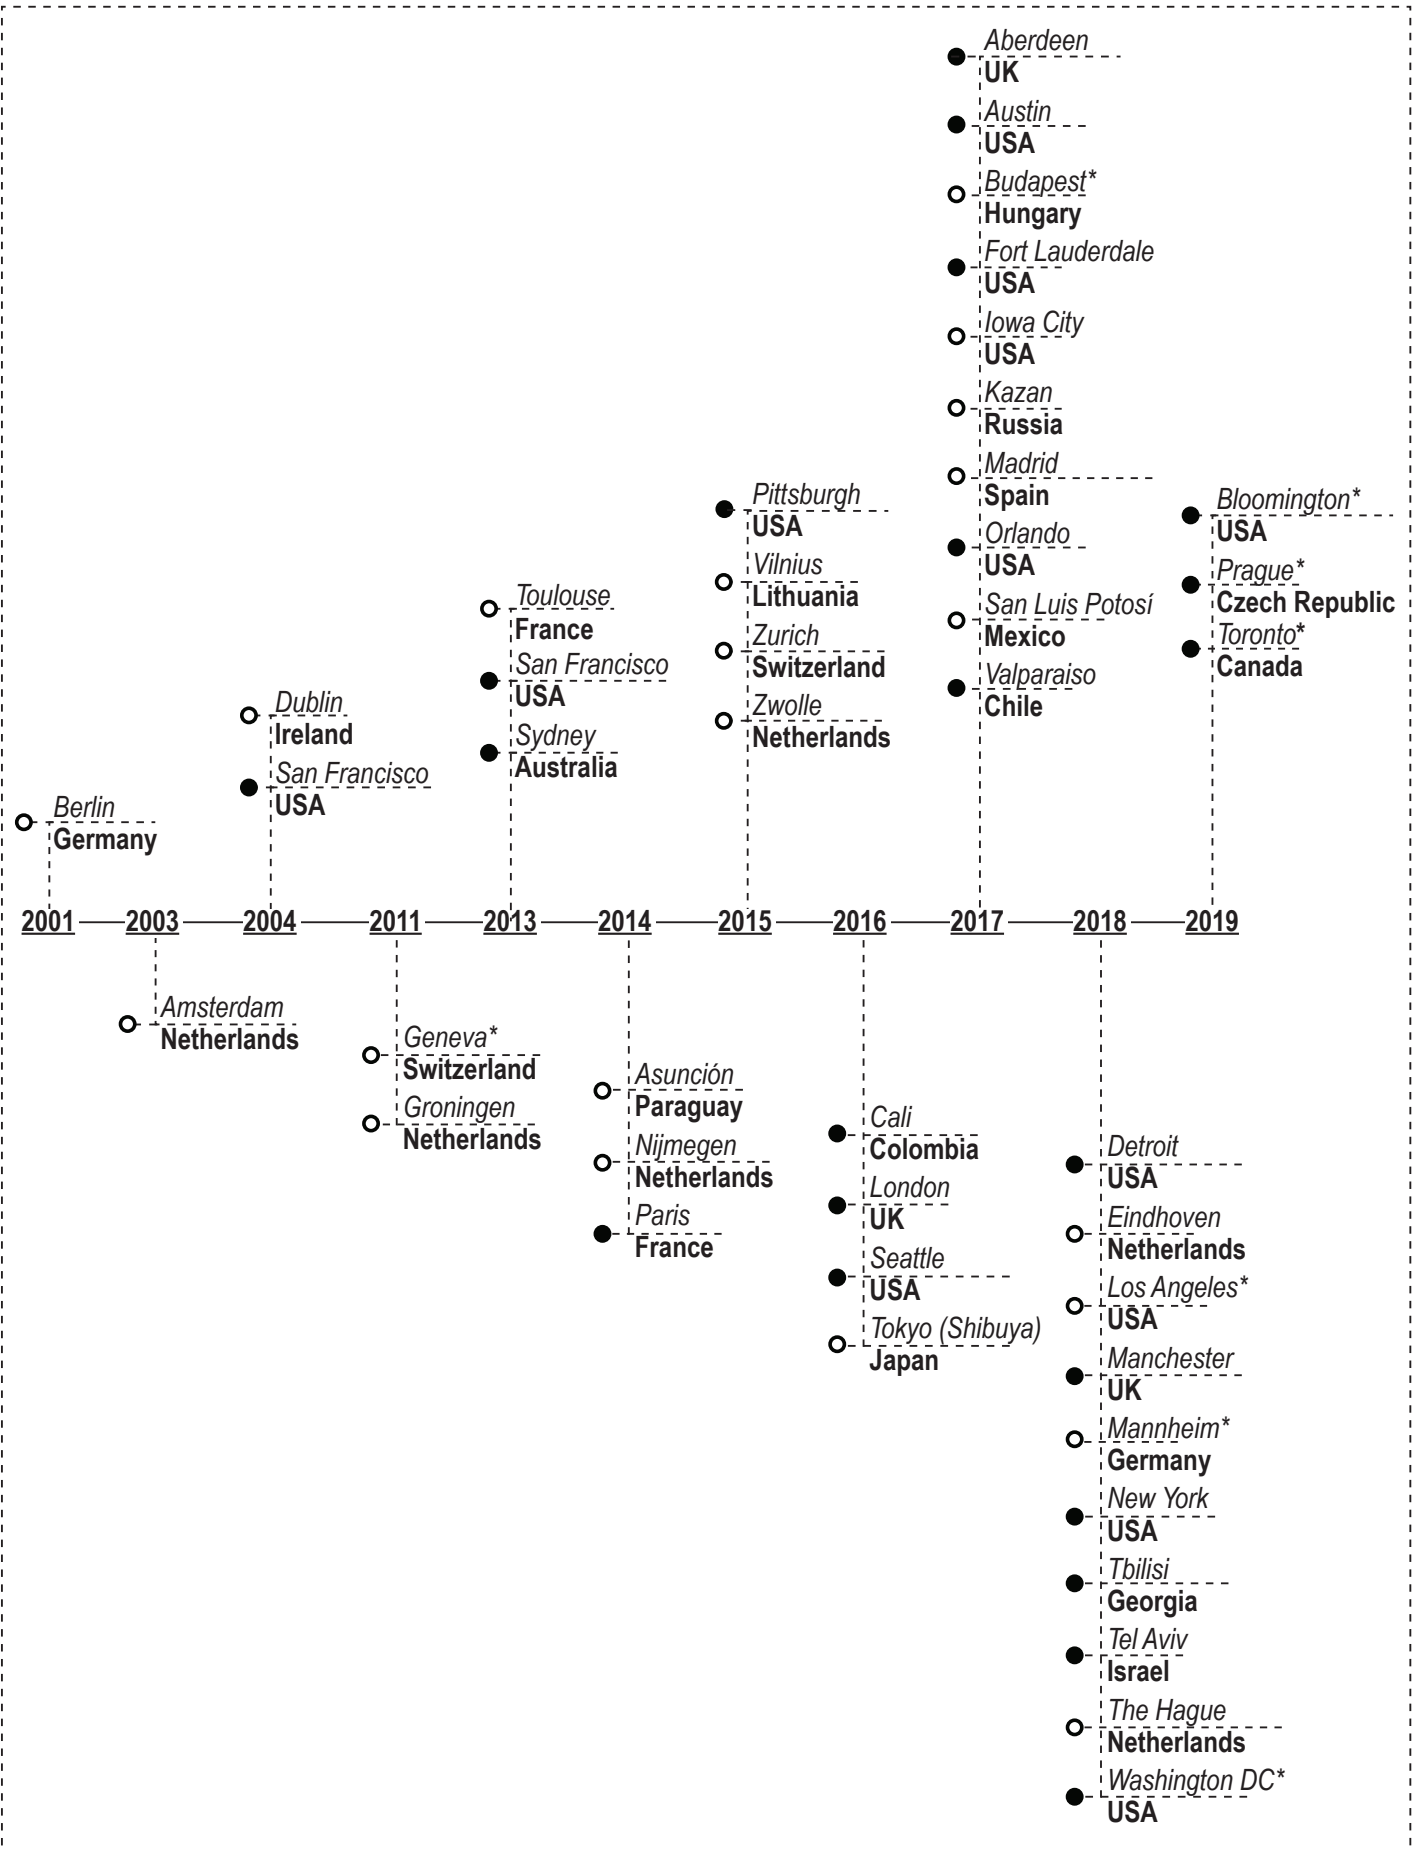 Aberdeen
UK
Austin
USA
Budapest*
Hungary
Fort Lauderdale
USA
Iowa City
USA
Kazan
Russia
Madrid
Spain
Orlando
USA
San Luis Potosí
Mexico
Valparaiso
Chile
Pittsburgh
USA
Vilnius
Lithuania
Zurich
Switzerland
Zwolle
Netherlands
Bloomington*
USA
Prague*
Czech Republic
Toronto*
Canada
Toulouse
France
San Francisco
USA
Sydney
Australia
Dublin
Ireland
San Francisco
USA
Berlin
Germany
2001 2003 2004 2011 2013 2014 2015 2016 2017 2018 2019
Amsterdam
Netherlands
Geneva*
Switzerland
Groningen
Netherlands
Asunción
Paraguay
Nijmegen
Netherlands
Paris
France
Cali
Colombia
London
UK
Seattle
USA
Tokyo (Shibuya)
Japan
Detroit
USA
Eindhoven
Netherlands
Los Angeles*
USA
Manchester
UK
Mannheim*
Germany
New York
USA
Tbilisi
Georgia
Tel Aviv
Israel
The Hague
Netherlands
Washington DC*
USA